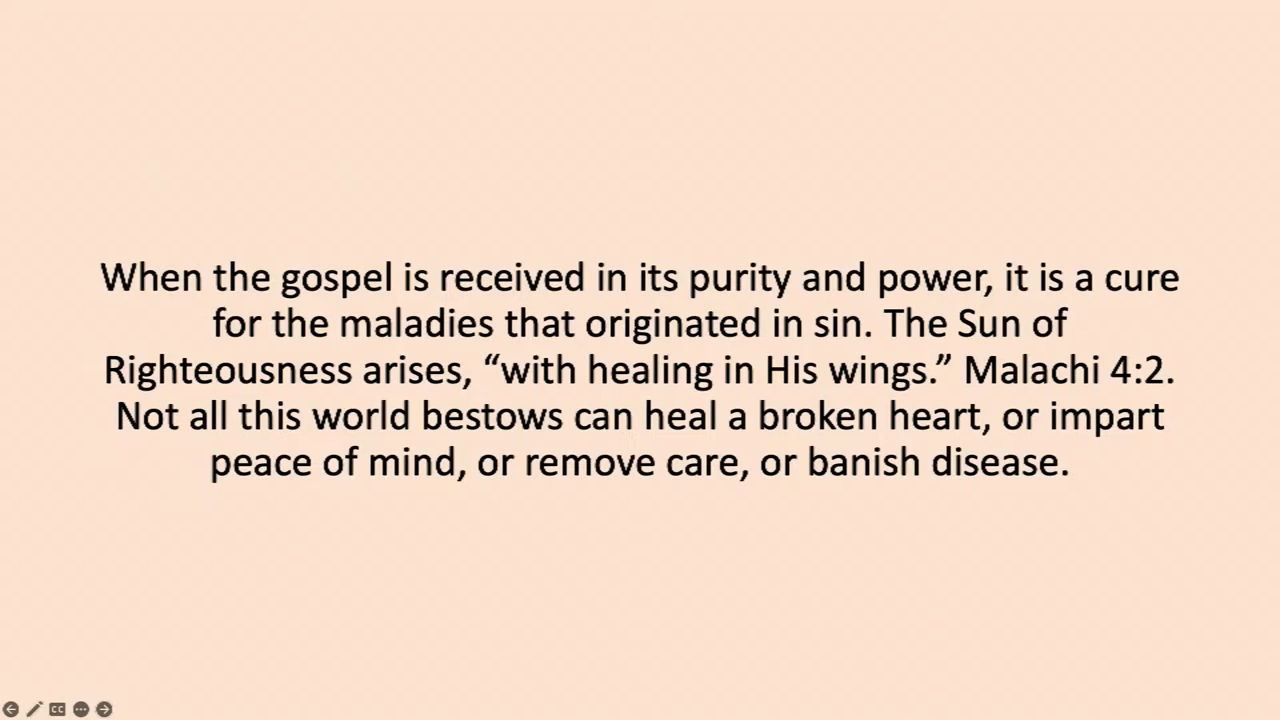 When the gospel is received in its purity and power, it is a cure
for the maladies that originated in sin. The Sun of
Righteousness arises, “with healing in His wings.” Malachi 4:2.
Not all this world bestows can heal a broken heart, or impart
peace of mind, or remove care, or banish disease.
CC